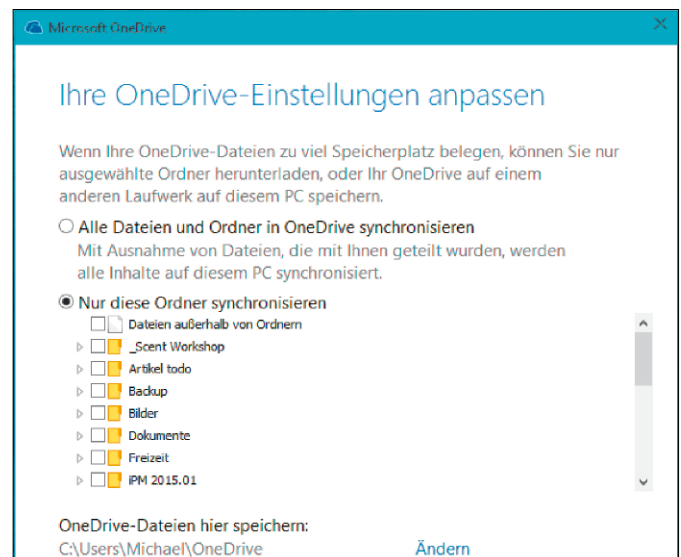 Microsoft OneDrive
Ihre OneDrive-Einstellungen anpassen
Wenn Ihre OneDrive-Dateien zu viel Speicherplatz belegen, können Sie nur
ausgewählte Ordner herunterladen, oder Ihr OneDrive auf einem
anderen Laufwerk auf diesem PC speichern.
Alle Dateien und Ordner in OneDrive synchronisieren
Mit Ausnahme von Dateien, die mit Ihnen geteilt wurden, werden
alle Inhalte auf diesem PC synchronisiert.
Nur diese Ordner synchronisieren
Dateien außerhalb von Ordnern
_Scent Workshop
Artikel todo
Backup
Bilder
Dokumente
Freizeit
iPM 2015.01
OneDrive-Dateien hier speichern:
C:\Users\Michael\OneDrive Ändern